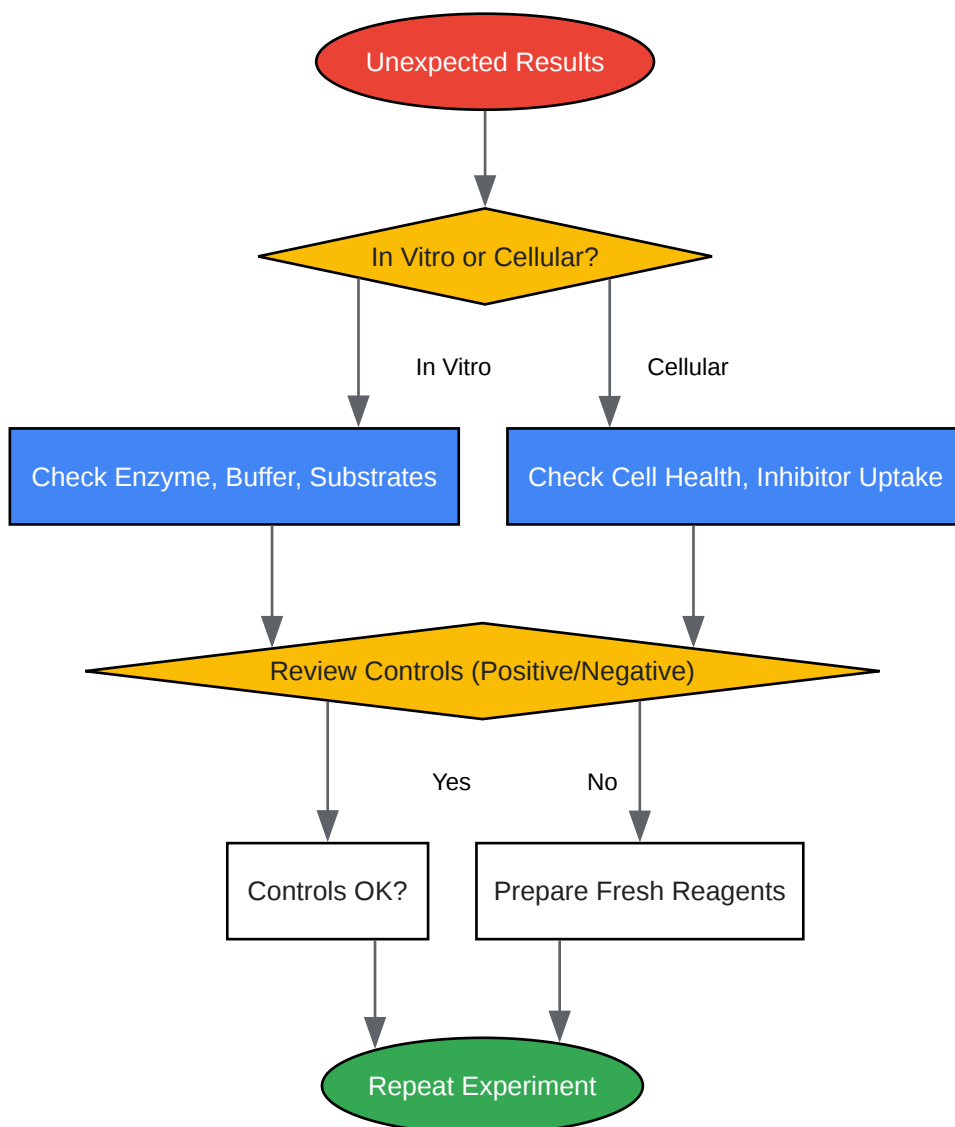 Unexpected Results
In Vitro or Cellular?
In Vitro
Cellular
Check Enzyme, Buffer, Substrates
Check Cell Health, Inhibitor Uptake
Review Controls (Positive/Negative)
Yes
No
Controls OK?
Prepare Fresh Reagents
Repeat Experiment